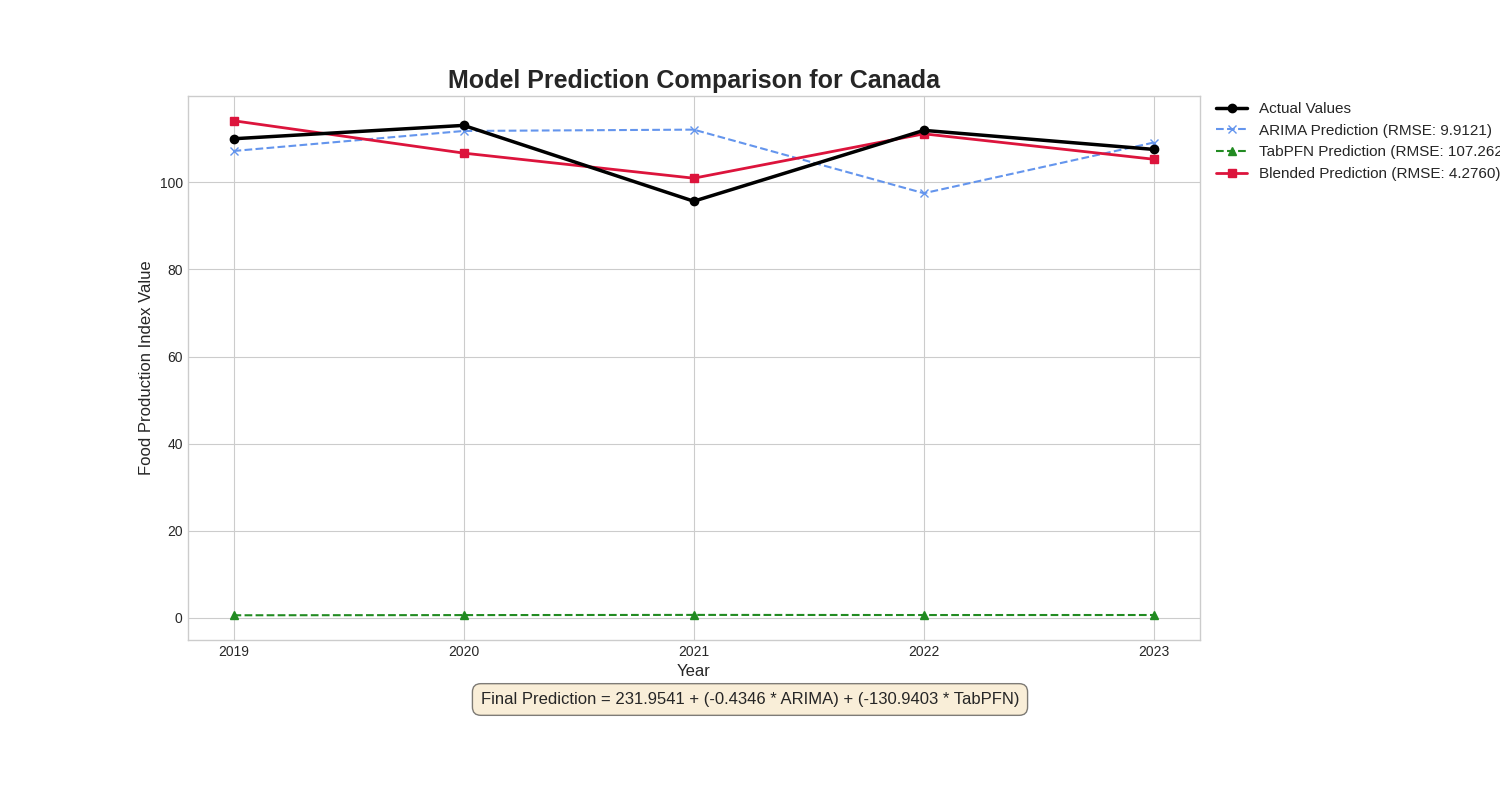 Model Prediction Comparison for Canada
Actual Values
ARIMA Prediction (RMSE: 9.9121)
TabPFN Prediction (RMSE: 107.262
Blended Prediction (RMSE: 4.2760)
Food Production Index Value
100
80
60
40
20
0
2019 2020 2021 2022 2023
Year
Final Prediction = 231.9541 + (-0.4346 * ARIMA) + (-130.9403 * TabPFN)